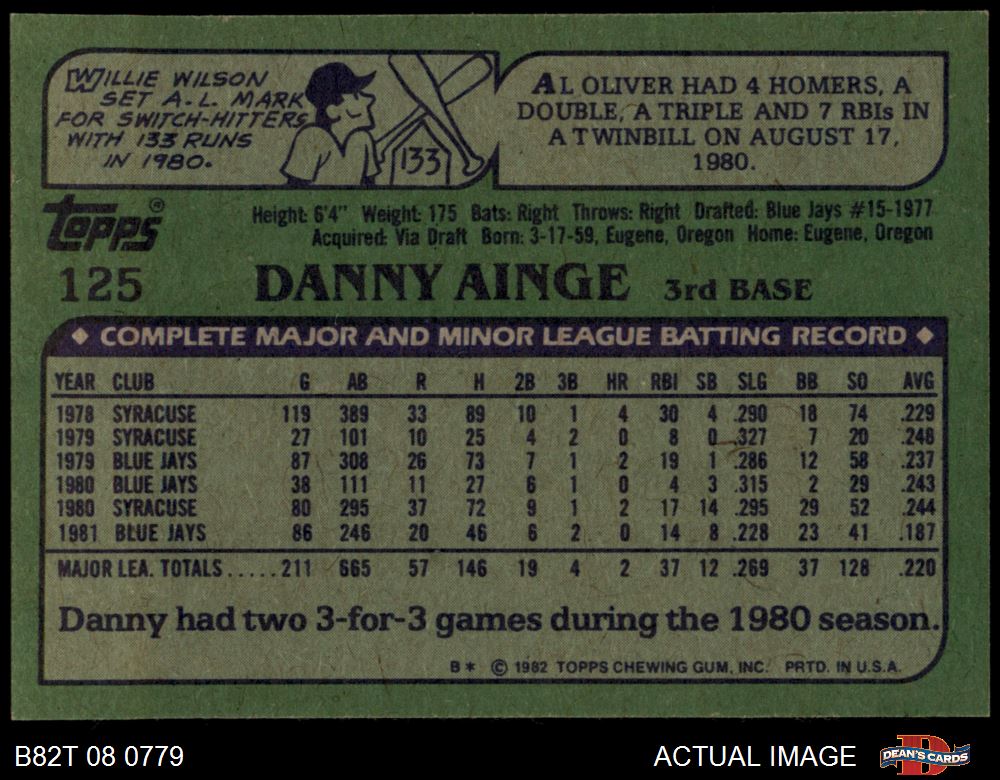 WILLIE WILSON
SET A.L. MARK
FOR SWITCH-HITTERS
WITH 133 RUNS
IN 1980.
133
AL OLIVER HAD 4 HOMERS, A
DOUBLE, A TRIPLE AND 7 RBIs IN
A TWINBILL ON AUGUST 17,
1980.
topps®
Height: 6'4" Weight: 175 Bats: Right Throws: Right Drafted: Blue Jays #15-1977
Acquired: Via Draft Born: 3-17-59, Eugene, Oregon Home: Eugene, Oregon
125 DANNY AINGE 3rd BASE
◆ COMPLETE MAJOR AND MINOR LEAGUE BATTING RECORD ◆
YEAR CLUB G AB R H 2B 3B HR RBI SB SLG BB SO AVG
1978 SYRACUSE 119 389 33 89 10 1 4 30 4 .290 18 74 .229
1979 SYRACUSE 27 101 10 25 4 2 0 8 0 .327 7 20 .248
1979 BLUE JAYS 87 308 26 73 7 1 2 19 1 .286 12 58 .237
1980 BLUE JAYS 38 111 11 27 6 1 0 4 3 .315 2 29 .243
1980 SYRACUSE 80 295 37 72 9 1 2 17 14 .295 29 52 .244
1981 BLUE JAYS 86 246 20 46 6 2 0 14 8 .228 23 41 .187
MAJOR LEA. TOTALS.....211 665 57 146 19 4 2 37 12 .269 37 128 .220
Danny had two 3-for-3 games during the 1980 season.
B* © 1982 TOPPS CHEWING GUM, INC. PRTD. IN U.S.A.
B82T 08 0779 ACTUAL IMAGE DEAN'S CARDS